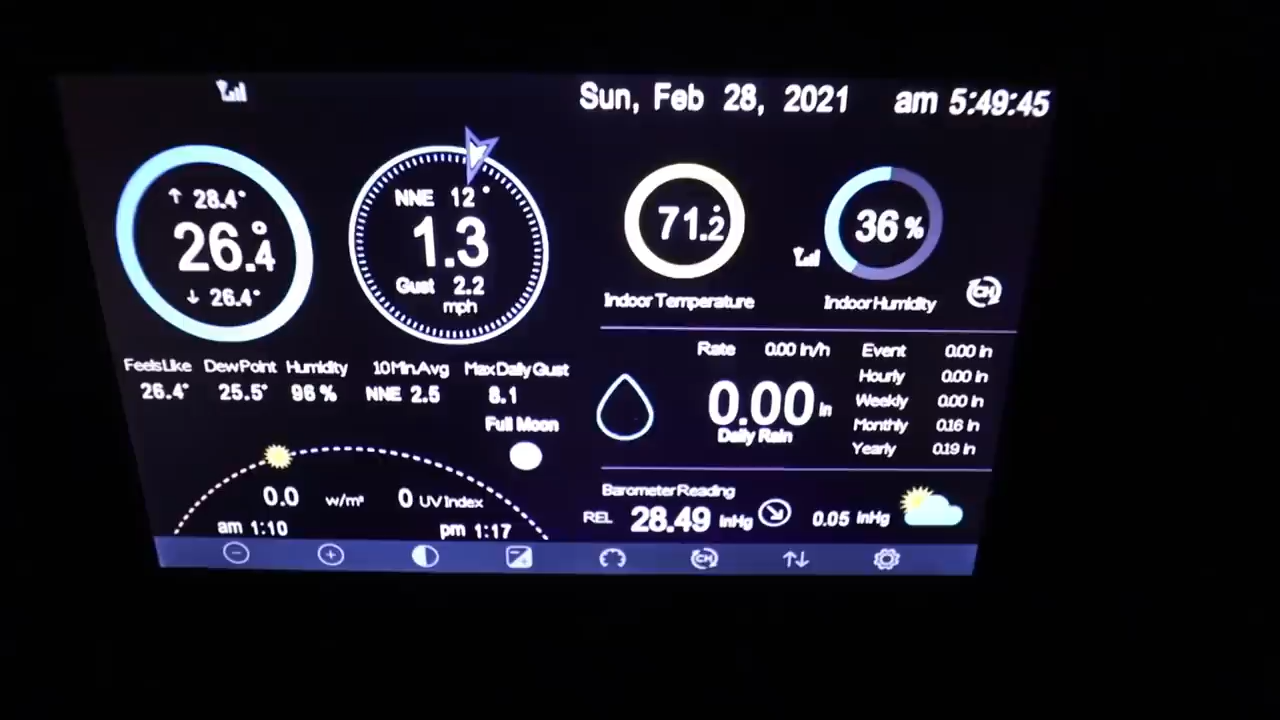 Sun, Feb 28, 2021 am 5:49:45
↑ 28.4°
26.4°
↓ 26.4°
NNE 12°
1.3
Gust 2.2
mph
71.2°
Indoor Temperature
36%
Indoor Humidity
CH
Feels Like Dew Point Humidity 10 Min Avg Max Daily Gust
26.4° 25.5° 96% NNE 2.5 8.1
Full Moon
0.0 w/m² 0 UV Index
am 1:10 pm 1:17
Rate 0.00 in/h
0.00 in
Daily Rain
Event 0.00 in
Hourly 0.00 in
Weekly 0.00 in
Monthly 0.16 in
Yearly 0.19 in
Barometer Reading
REL 28.49 inHg 0.05 inHg
CH